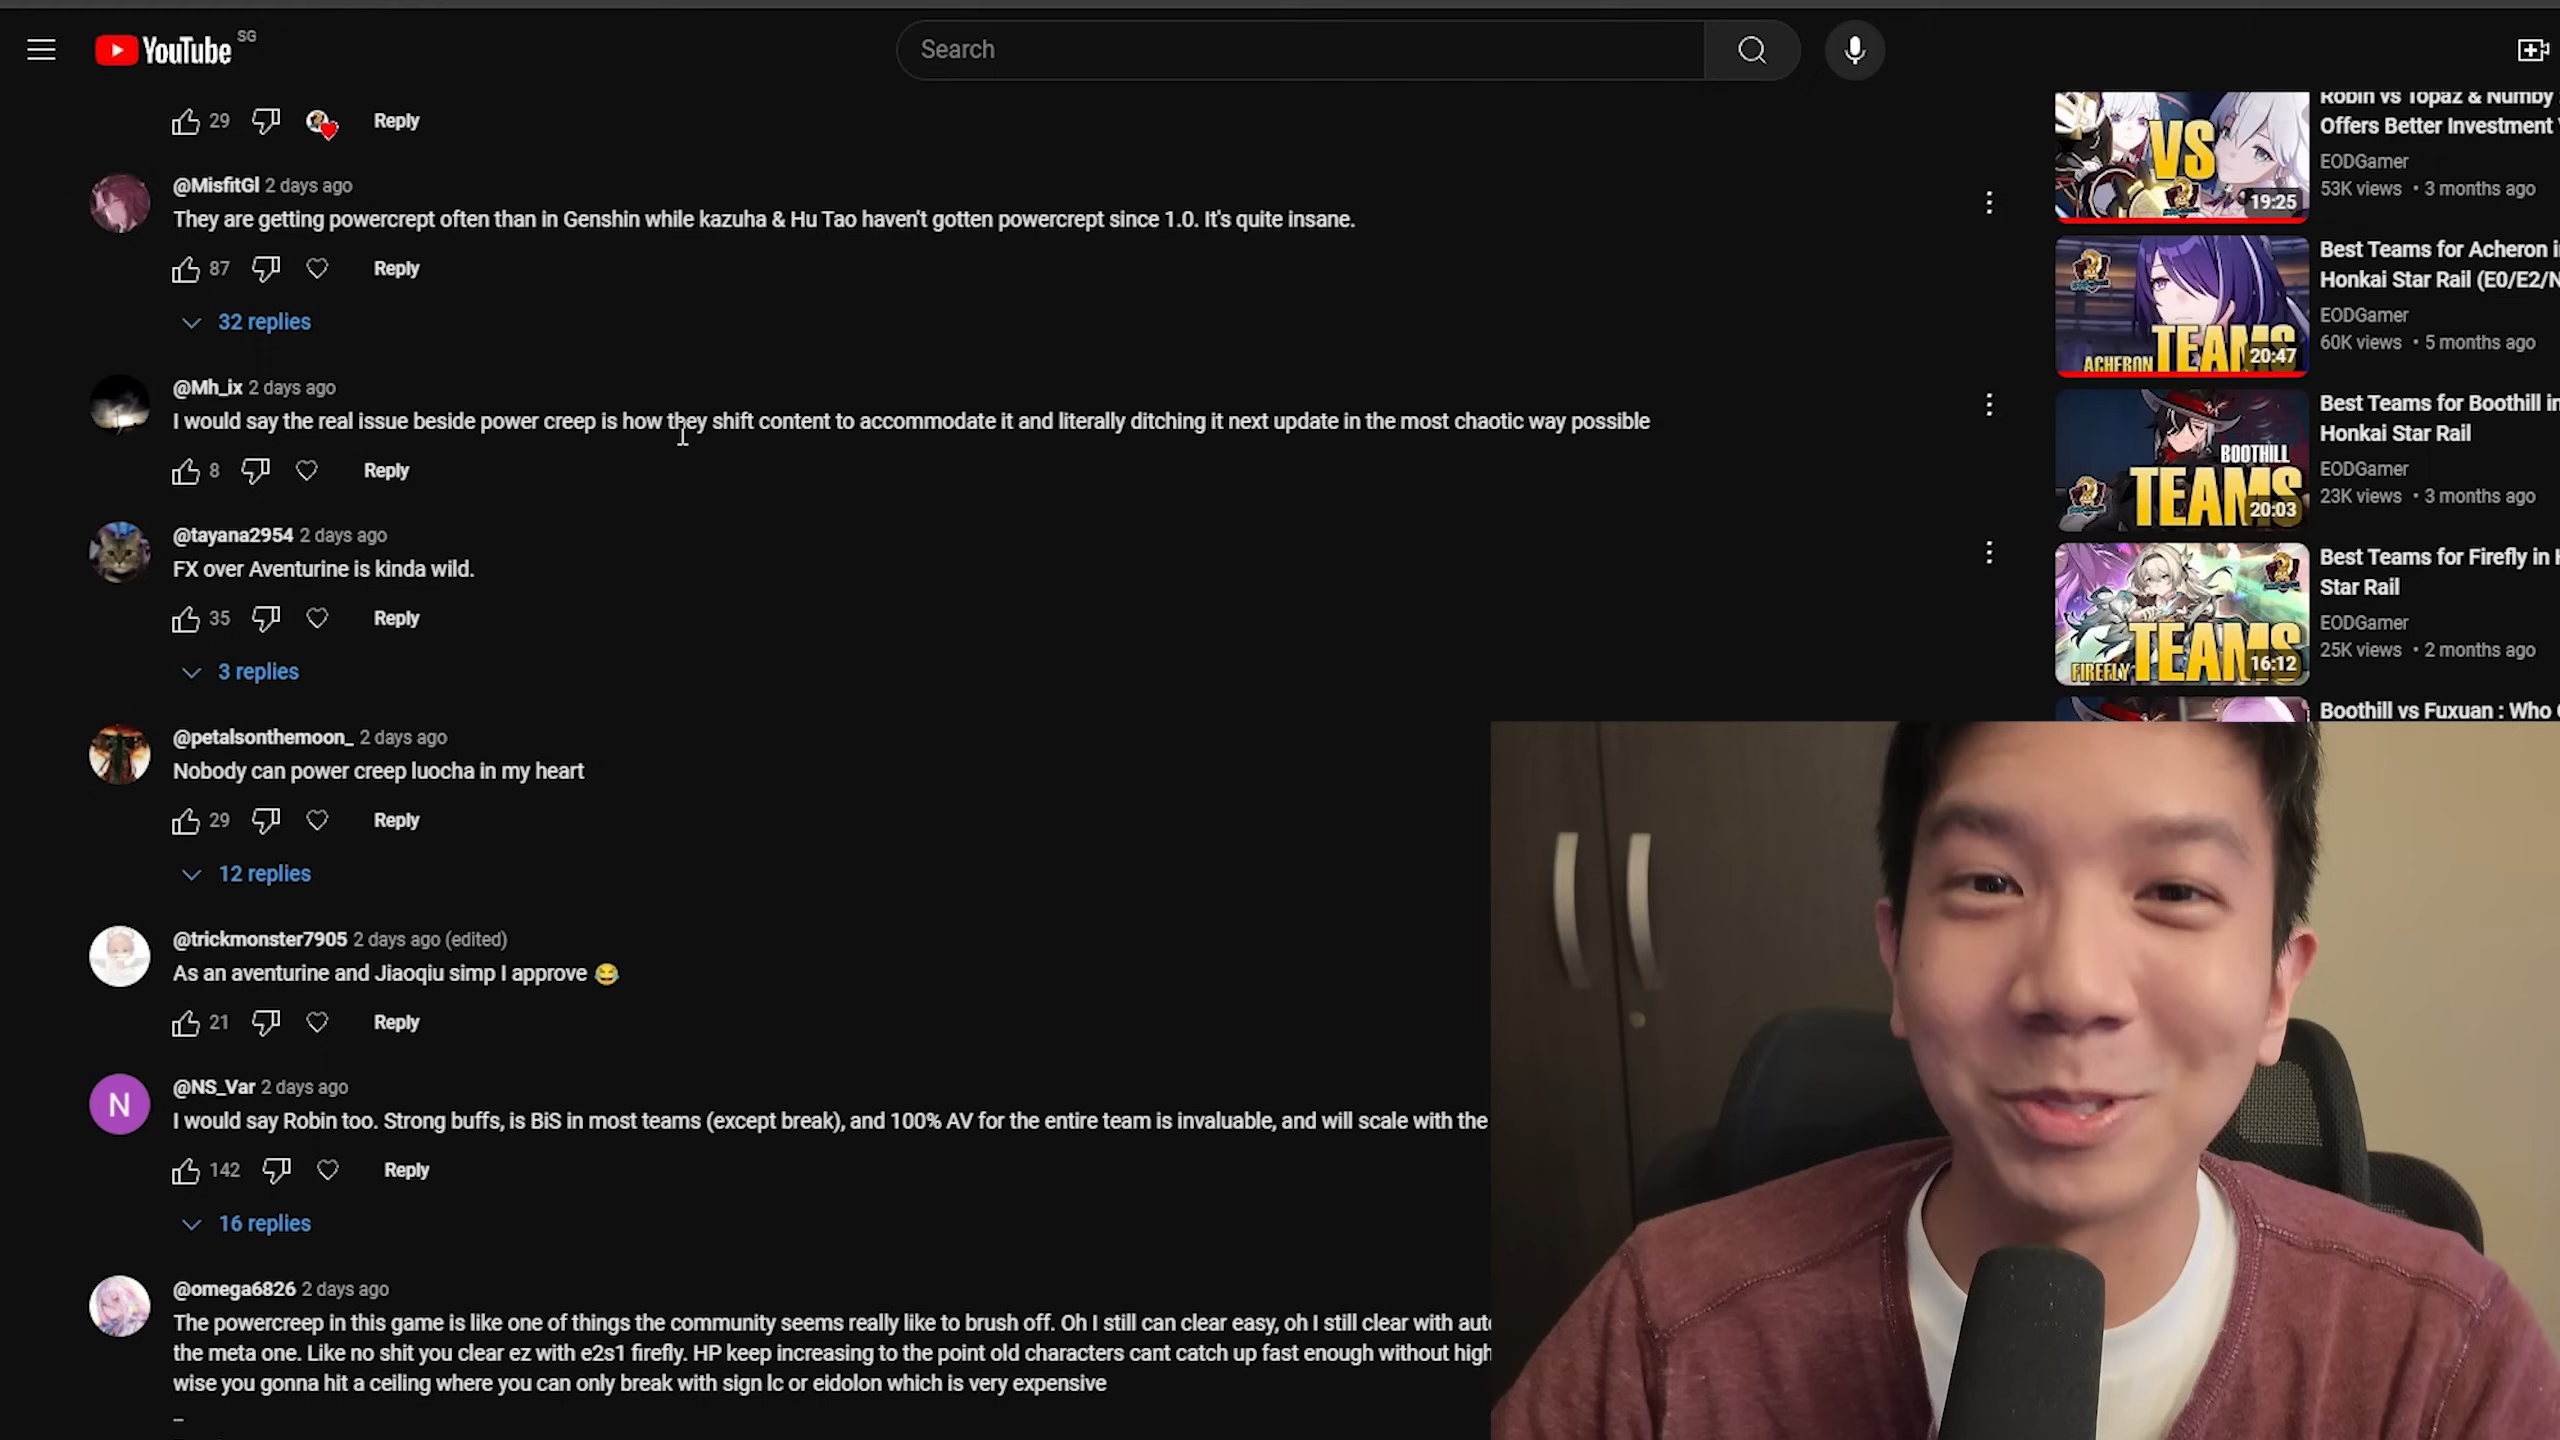 YouTube SG
Search
29 Reply
@MisfitGl 2 days ago
They are getting powercrept often than in Genshin while kazuha & Hu Tao haven't gotten powercrept since 1.0. It's quite insane.
87 Reply
32 replies
@Mh_ix 2 days ago
I would say the real issue beside power creep is how they shift content to accommodate it and literally ditching it next update in the most chaotic way possible
8 Reply
@tayana2954 2 days ago
FX over Aventurine is kinda wild.
35 Reply
3 replies
@petalsonthemoon_ 2 days ago
Nobody can power creep luocha in my heart
29 Reply
12 replies
@trickmonster7905 2 days ago (edited)
As an aventurine and Jiaoqiu simp I approve 😂
21 Reply
N
@NS_Var 2 days ago
I would say Robin too. Strong buffs, is BiS in most teams (except break), and 100% AV for the entire team is invaluable, and will scale with the
142 Reply
16 replies
@omega6826 2 days ago
The powercreep in this game is like one of things the community seems really like to brush off. Oh I still can clear easy, oh I still clear with aut
the meta one. Like no shit you clear ez with e2s1 firefly. HP keep increasing to the point old characters cant catch up fast enough without high
wise you gonna hit a ceiling where you can only break with sign lc or eidolon which is very expensive
VS
19:25
Robin vs Topaz & Numby
Offers Better Investment
EODGamer
53K views • 3 months ago
ACHERON TEAMS
20:47
Best Teams for Acheron i
Honkai Star Rail (E0/E2/N
EODGamer
60K views • 5 months ago
BOOTHILL
TEAMS
20:03
Best Teams for Boothill in
Honkai Star Rail
EODGamer
23K views • 3 months ago
FIREFLY TEAMS
16:12
Best Teams for Firefly in H
Star Rail
EODGamer
25K views • 2 months ago
Boothill vs Fuxuan : Who